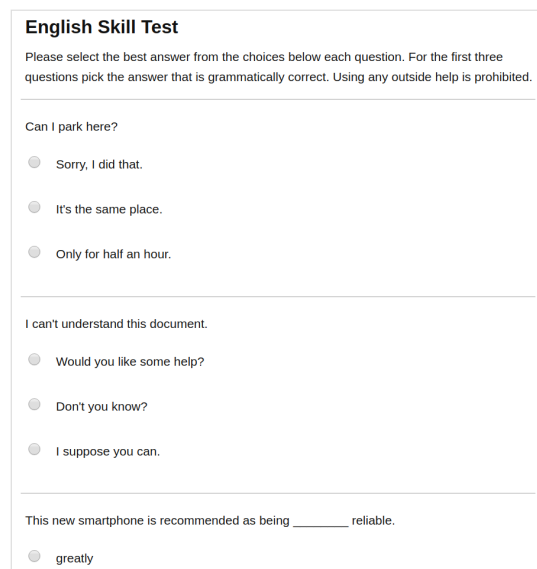 English Skill Test
Please select the best answer from the choices below each question. For the first three
questions pick the answer that is grammatically correct. Using any outside help is prohibited.
Can I park here?
Sorry, I did that.
It's the same place.
Only for half an hour.
I can't understand this document.
Would you like some help?
Don't you know?
I suppose you can.
This new smartphone is recommended as being ________ reliable.
greatly